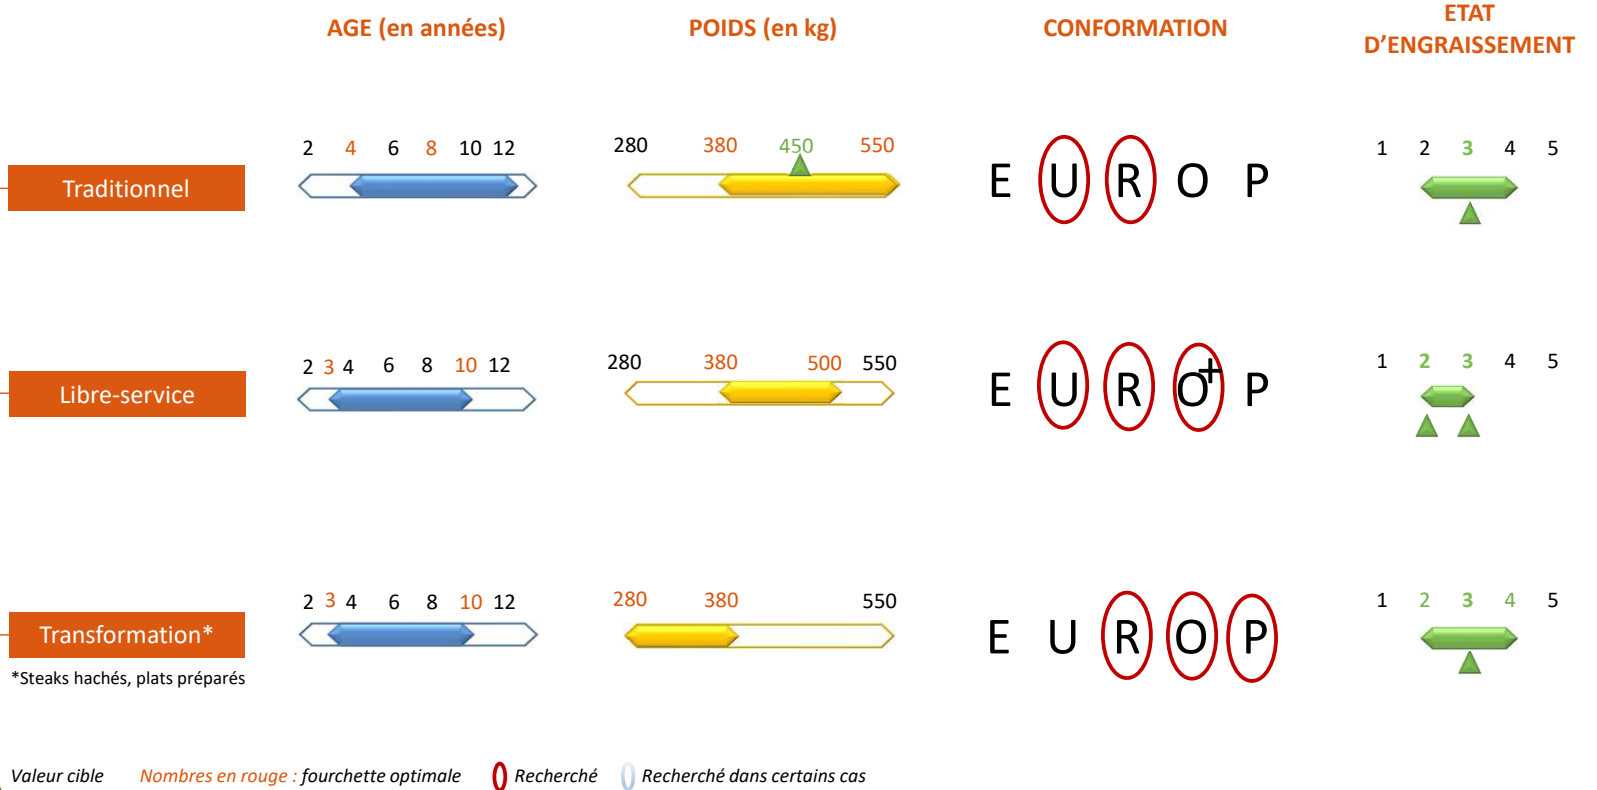 AGE (en années) POIDS (en kg) CONFORMATION ETAT
D’ENGRAISSEMENT
Traditionnel
2 4 6 8 10 12
280 380 450 550
E U R O P
1 2 3 4 5
Libre-service
2 3 4 6 8 10 12
280 380 500 550
E U R O+ P
1 2 3 4 5
Transformation*
2 3 4 6 8 10 12
280 380 550
E U R O P
1 2 3 4 5
*Steaks hachés, plats préparés
Valeur cible Nombres en rouge : fourchette optimale Recherché Recherché dans certains cas